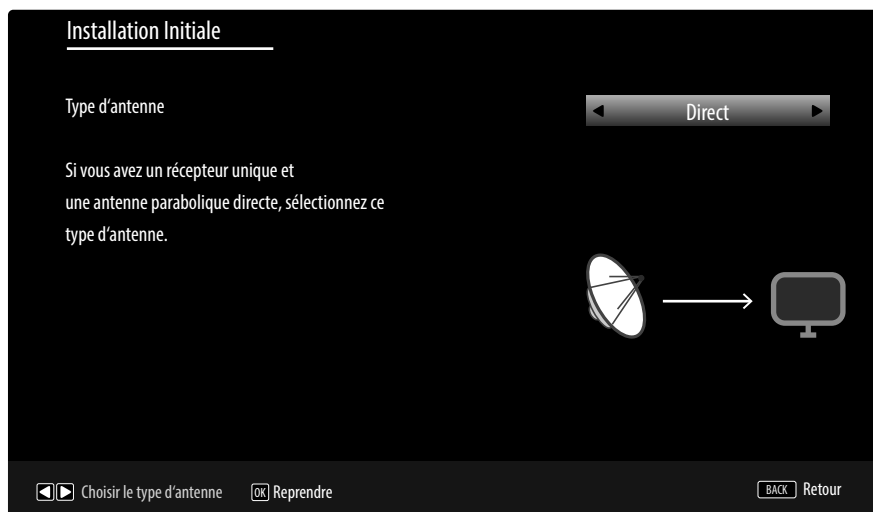 Installation Initiale
Type d‘antenne
Direct
Si vous avez un récepteur unique et
une antenne parabolique directe, sélectionnez ce
type d‘antenne.
Choisir le type d‘antenne OK Reprendre BACK Retour